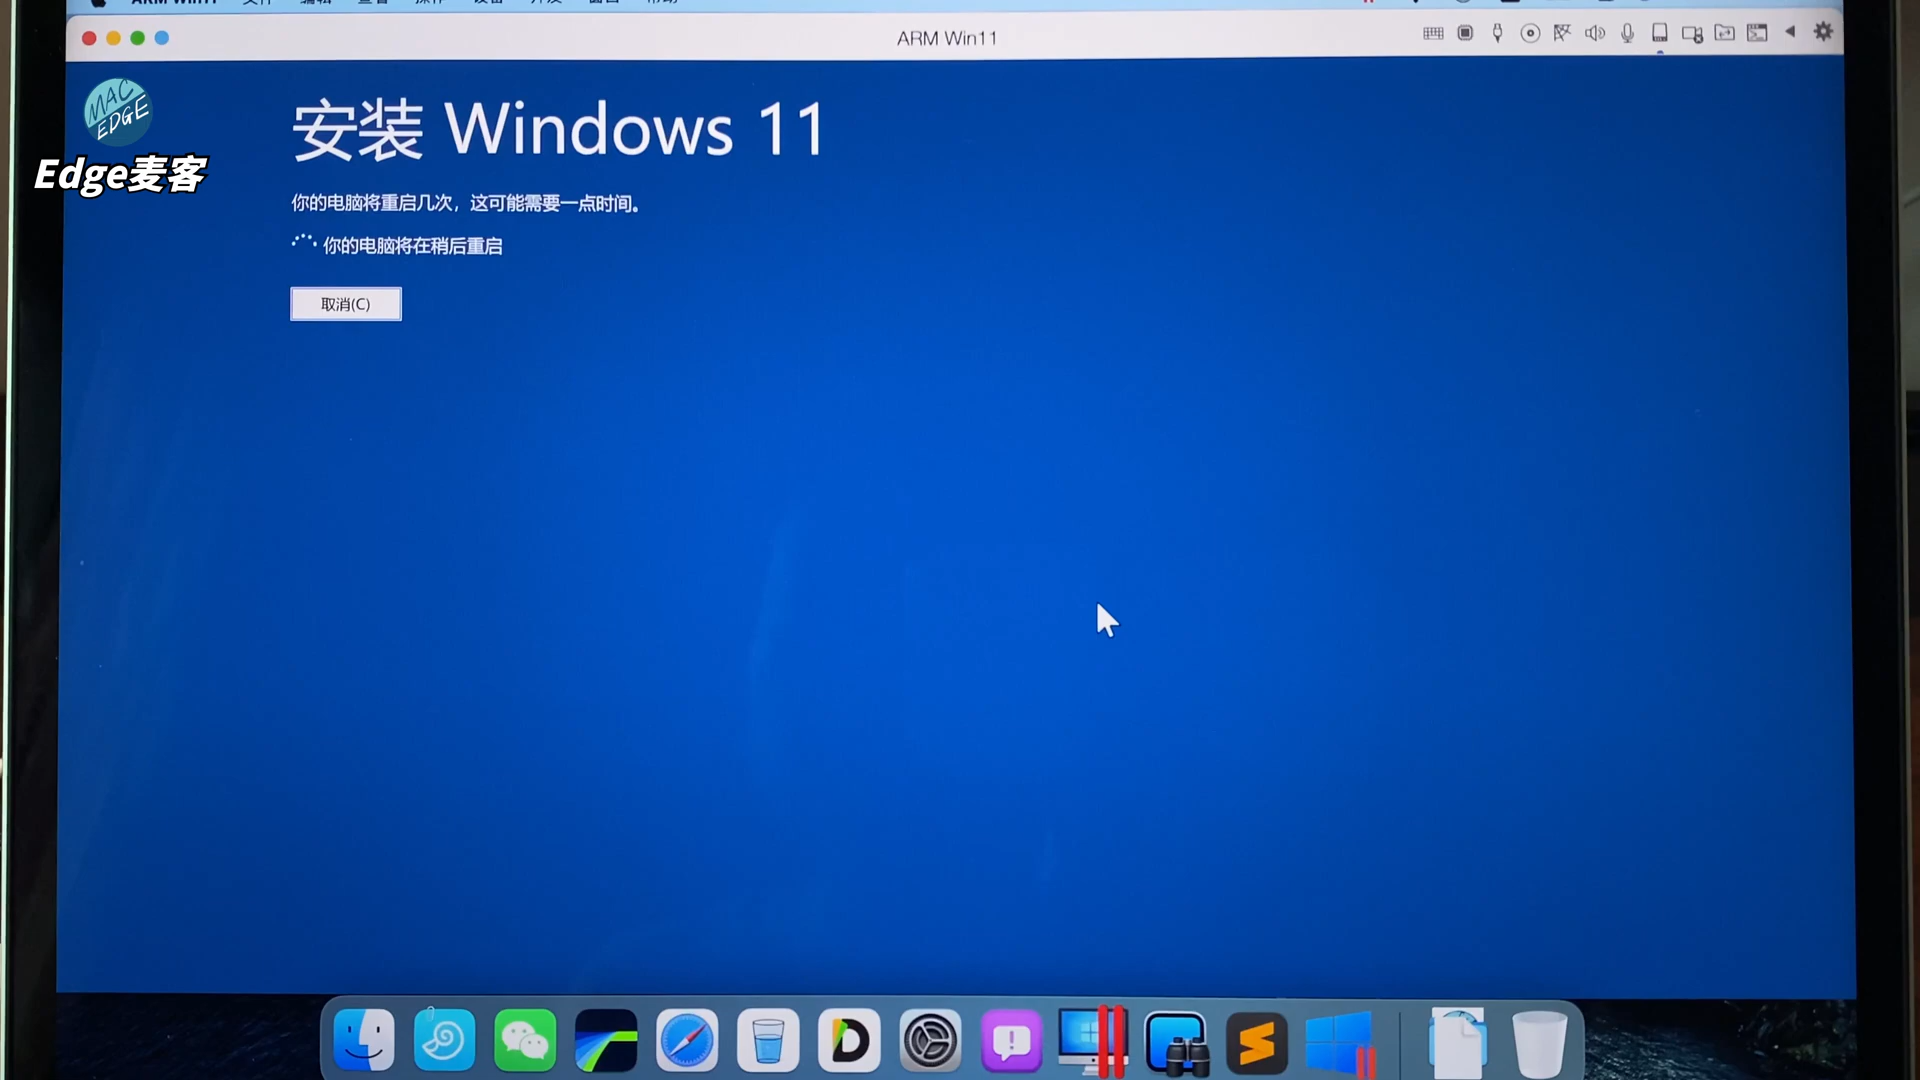 ARM Win11
MAC
EDGE
Edge麦客
安装 Windows 11
你的电脑将重启几次，这可能需要一点时间。
你的电脑将在稍后重启
取消(C)